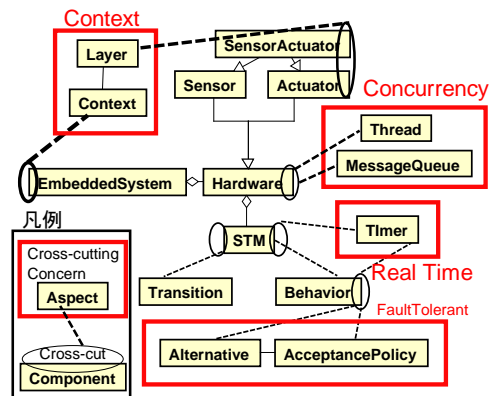 Context
Layer
Context
SensorActuator
Sensor
Actuator
Concurrency
Thread
MessageQueue
EmbeddedSystem
Hardware
STM
TImer
Real Time
Transition
Behavior
FaultTolerant
Alternative
AcceptancePolicy
凡例
Cross-cutting
Concern
Aspect
Cross-cut
Component